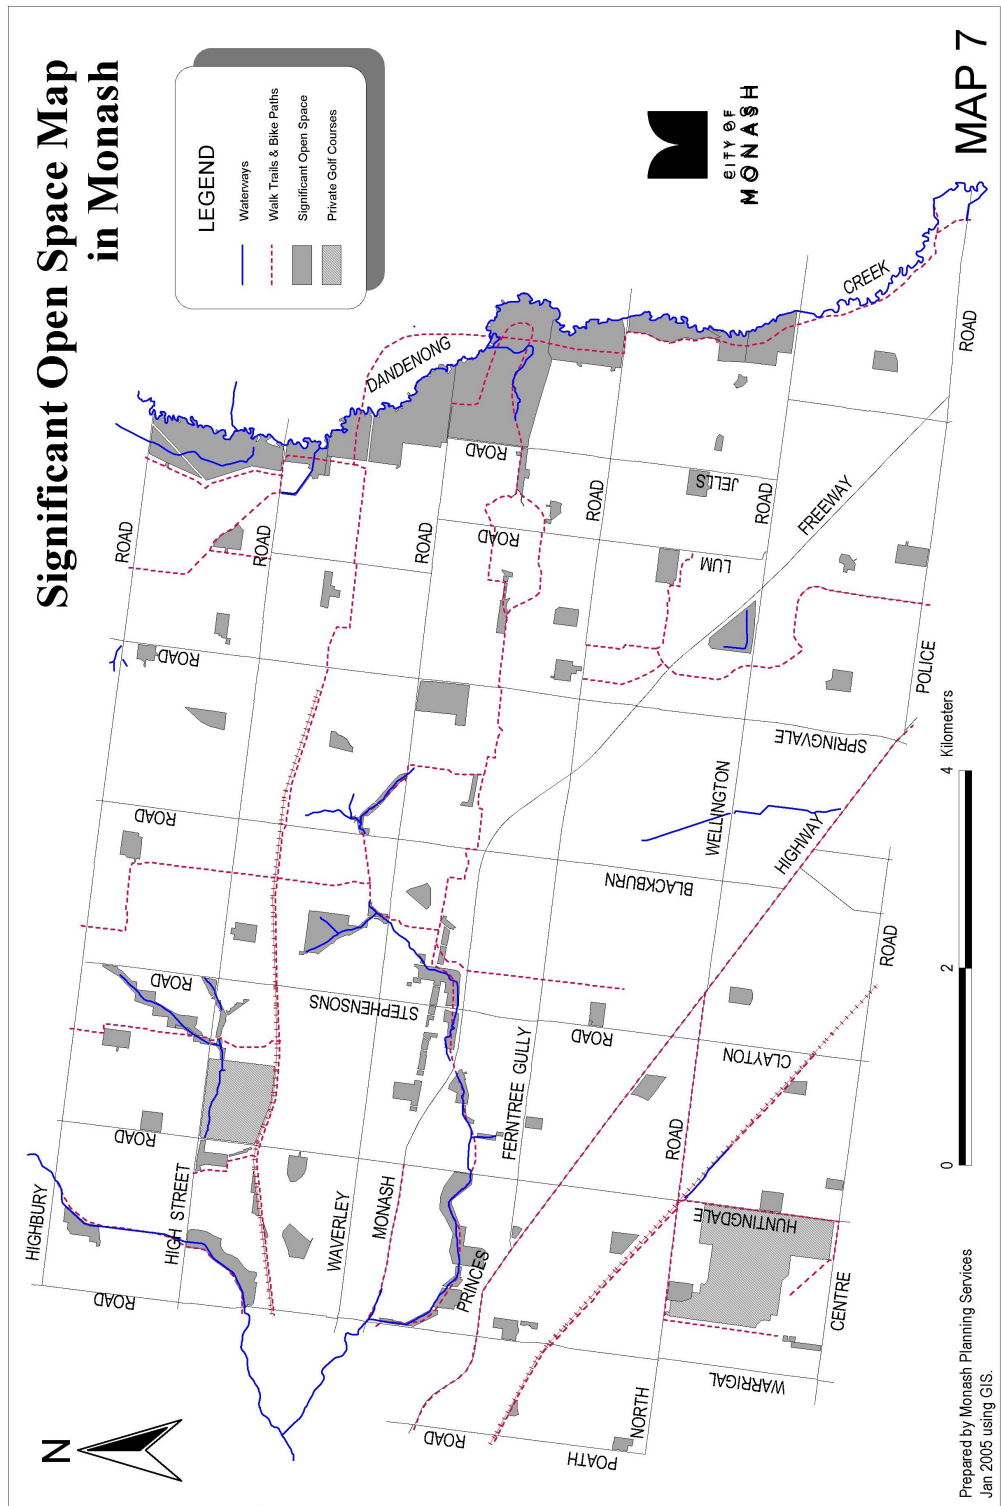 Significant Open Space Map
in Monash
LEGEND
Waterways
Walk Trails & Bike Paths
Significant Open Space
Private Golf Courses
CITY OF
MONASH
MAP 7
N
HIGHBURY
ROAD
HIGH STREET
ROAD
WAVERLEY
ROAD
MONASH
FREEWAY
FERNTREE GULLY
ROAD
PRINCES
HIGHWAY
WELLINGTON
ROAD
NORTH
ROAD
CENTRE
ROAD
POLICE
ROAD
POATH
ROAD
WARRIGAL
ROAD
HUNTINGDALE
ROAD
STEPHENSONS
ROAD
CLAYTON
ROAD
BLACKBURN
ROAD
SPRINGVALE
ROAD
LUM
ROAD
JELLS
ROAD
DANDENONG
CREEK
0
2
4
Kilometers
Prepared by Monash Planning Services
Jan 2005 using GIS.